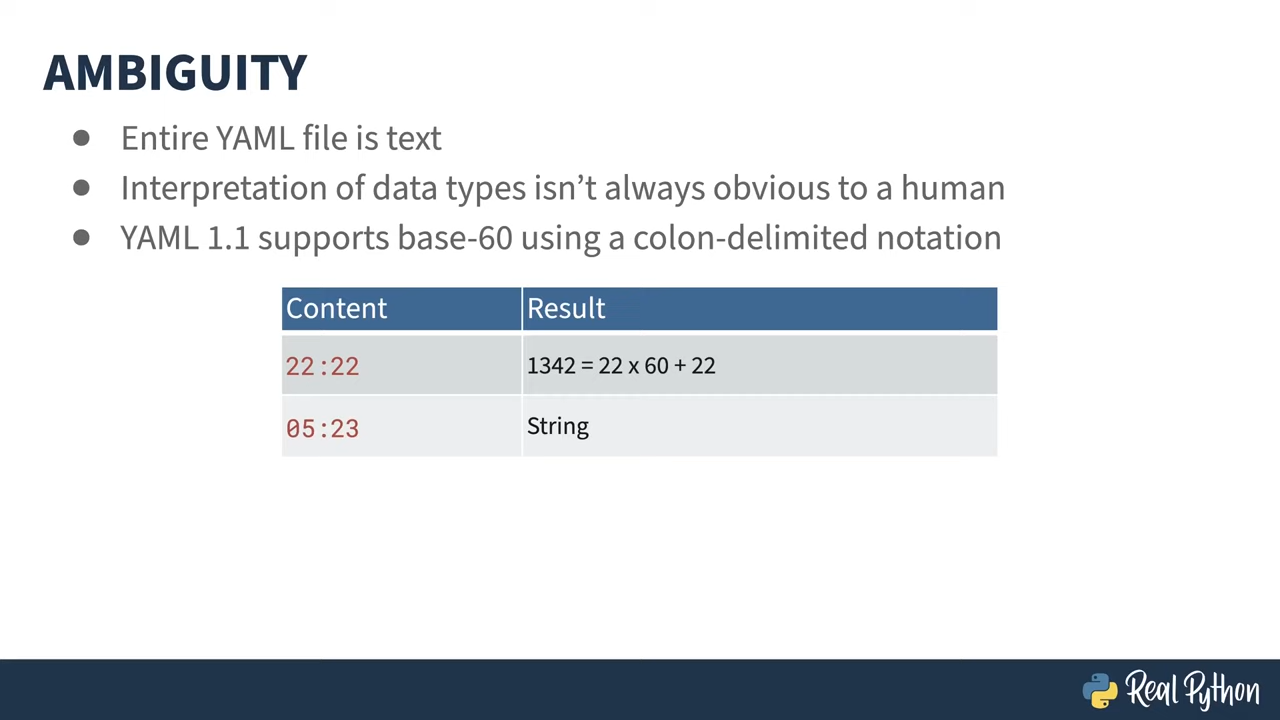 AMBIGUITY
● Entire YAML file is text
● Interpretation of data types isn’t always obvious to a human
● YAML 1.1 supports base-60 using a colon-delimited notation
Content Result
22:22 1342 = 22 x 60 + 22
05:23 String
Real Python